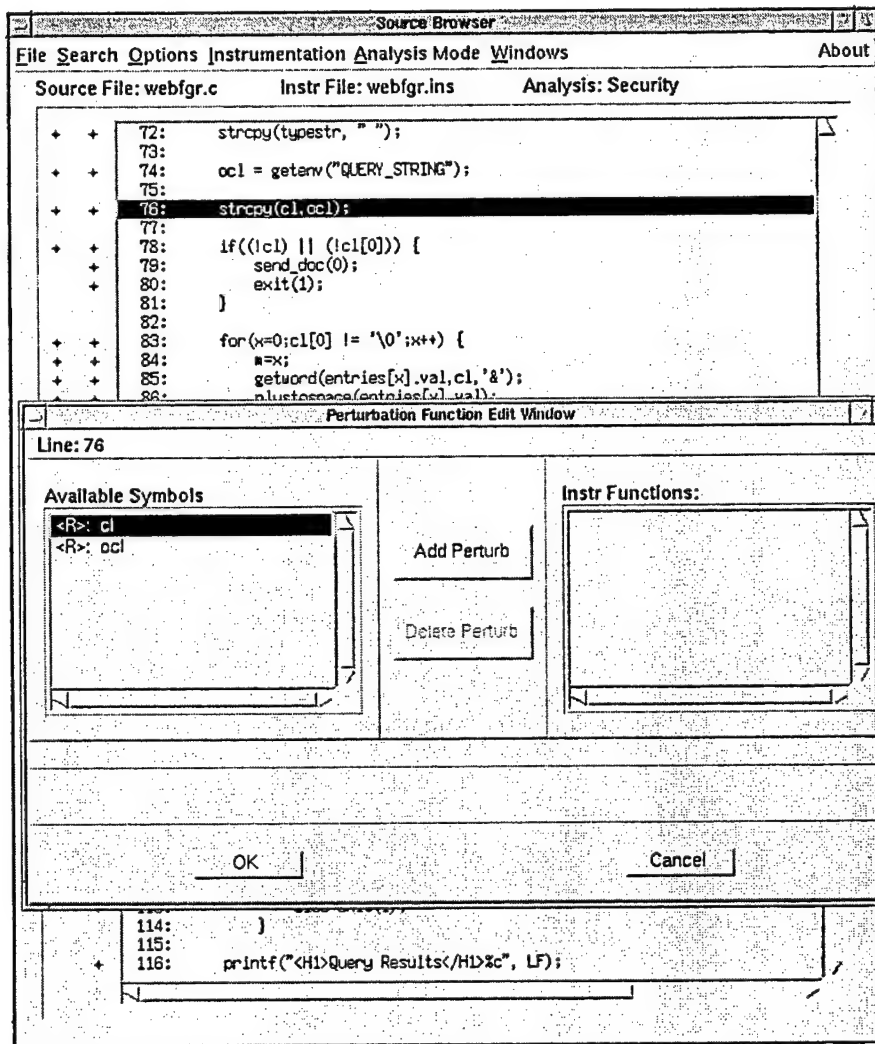 Source Browser
File Search Options Instrumentation Analysis Mode Windows About
Source File: webfgr.c Instr File: webfgr.ins Analysis: Security
+ + 72: strcpy(typestr, " ");
73:
+ + 74: ocl = getenv("QUERY_STRING");
75:
+ + 76: strcpy(cl,ocl);
77:
+ + 78: if((!cl) || (!cl[0])) {
+ 79: send_doc(0);
+ 80: exit(1);
81: }
82:
+ + 83: for(x=0;cl[0] != '\0';x++) {
+ + 84: m=x;
+ + 85: getword(entries[x].val,cl,'&');
+ + 86: plustospace(entries[x].val);
Perturbation Function Edit Window
Line: 76
Available Symbols
Instr Functions:
<R>: cl
<R>: ocl
Add Perturb
Delete Perturb
OK Cancel
114: }
115:
+ 116: printf("<H1>Query Results</H1>%c", LF);